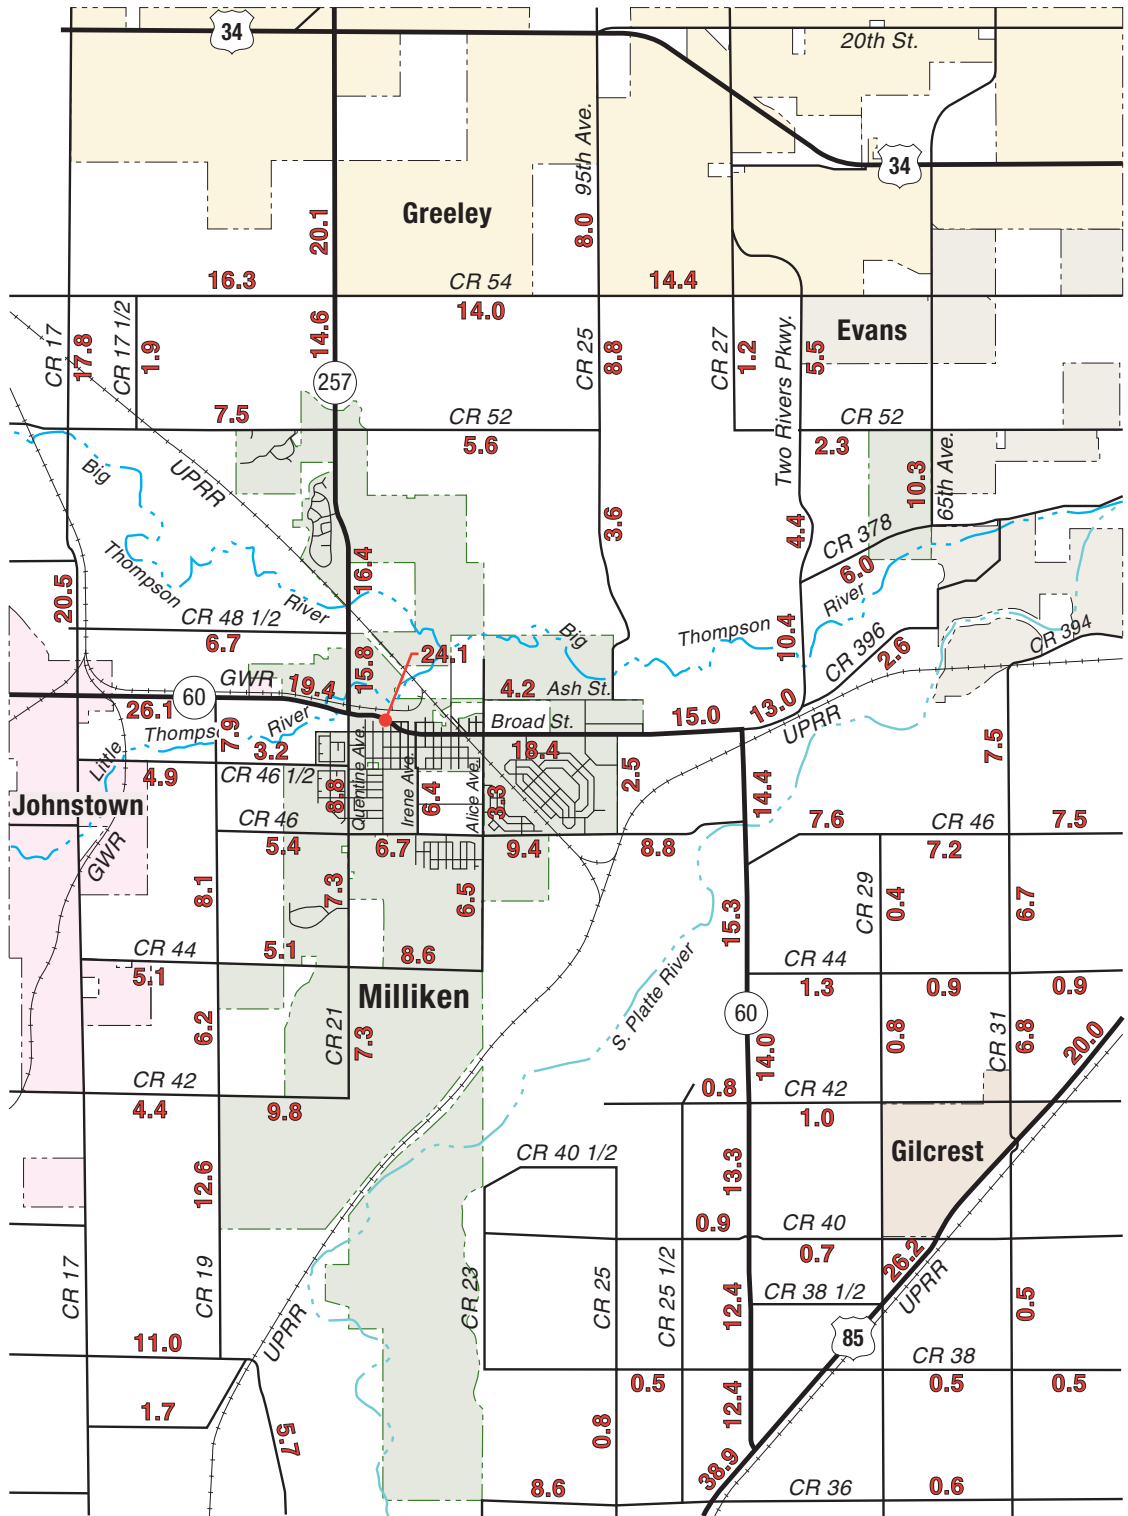 34
20th St.
95th Ave.
34
Greeley
20.1
8.0
16.3
CR 54
14.4
14.0
CR 17
17.8
CR 17 1/2
1.9
14.6
CR 25
8.8
CR 27
1.2
Two Rivers Pkwy.
5.5
Evans
257
7.5
CR 52
5.6
CR 52
2.3
Big
UPRR
10.3
65th Ave.
3.6
4.4
CR 378
6.0
Thompson
16.4
20.5
River
River
CR 48 1/2
6.7
Big
Thompson
10.4
CR 396
2.6
CR 394
24.1
15.8
GWR
19.4
4.2
Ash St.
60
26.1
River
Broad St.
15.0
13.0
UPRR
Thompso
7.9
3.2
18.4
7.5
Little
4.9
CR 46 1/2
8.8
Quentine Ave.
Irene Ave.
6.4
Alice Ave.
3.3
2.5
14.4
Johnstown
CR 46
5.4
6.7
9.4
8.8
7.6
CR 46
7.5
7.2
GWR
8.1
7.3
6.5
15.3
CR 29
0.4
6.7
CR 44
5.1
5.1
8.6
CR 44
1.3
0.9
0.9
Milliken
S. Platte River
60
6.2
CR 21
7.3
14.0
0.8
CR 31
6.8
20.0
CR 42
4.4
9.8
0.8
CR 42
1.0
Gilcrest
CR 40 1/2
12.6
13.3
0.9
CR 40
0.7
26.2
UPRR
CR 17
CR 19
UPRR
CR 23
CR 25
CR 25 1/2
12.4
CR 38 1/2
0.5
85
11.0
CR 38
0.5
0.5
0.5
1.7
5.7
0.8
12.4
38.9
8.6
CR 36
0.6